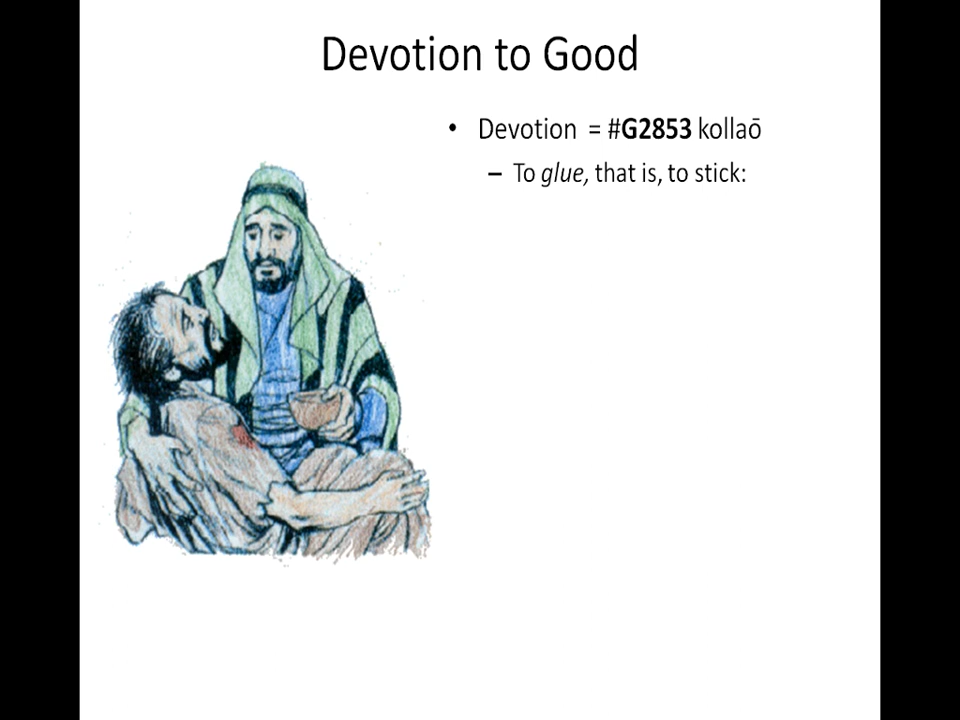 Devotion to Good
• Devotion = #G2853 kollaō
– To glue, that is, to stick: